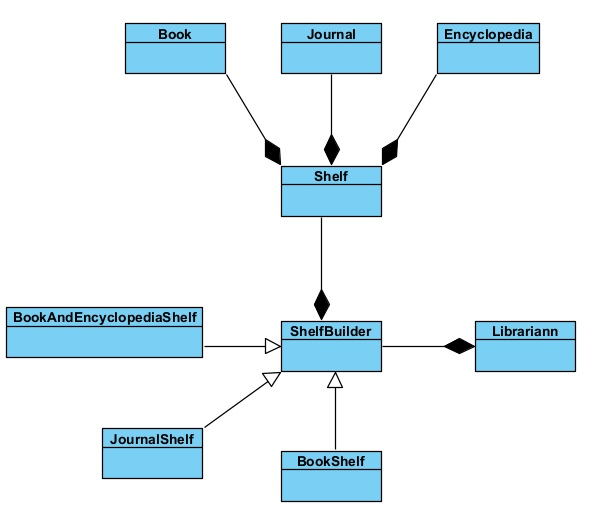 Book
Journal
Encyclopedia
Shelf
BookAndEncyclopediaShelf
ShelfBuilder
Librariann
JournalShelf
BookShelf